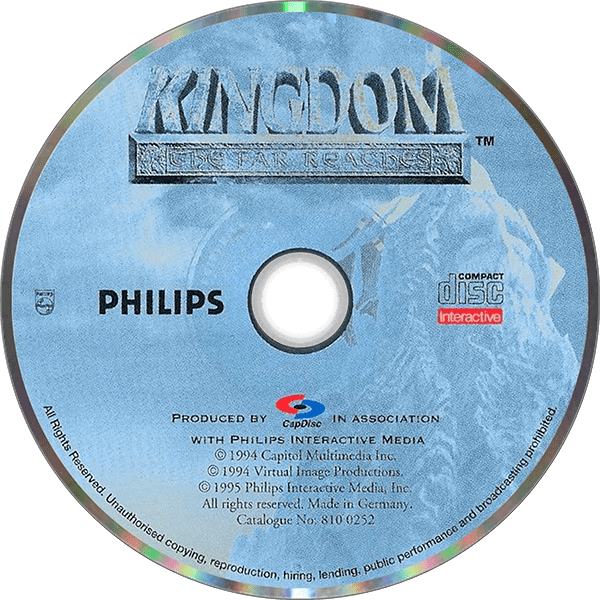 KINGDOM
THE FAR REACHES
™
PHILIPS
PHILIPS
COMPACT
disc
Interactive
PRODUCED BY CapDisc IN ASSOCIATION
WITH PHILIPS INTERACTIVE MEDIA
© 1994 Capitol Multimedia Inc.
© 1994 Virtual Image Productions.
© 1995 Philips Interactive Media, Inc.
All rights reserved. Made in Germany.
Catalogue No: 810 0252
All Rights Reserved. Unauthorised copying, reproduction, hiring, lending, public performance and broadcasting prohibited.